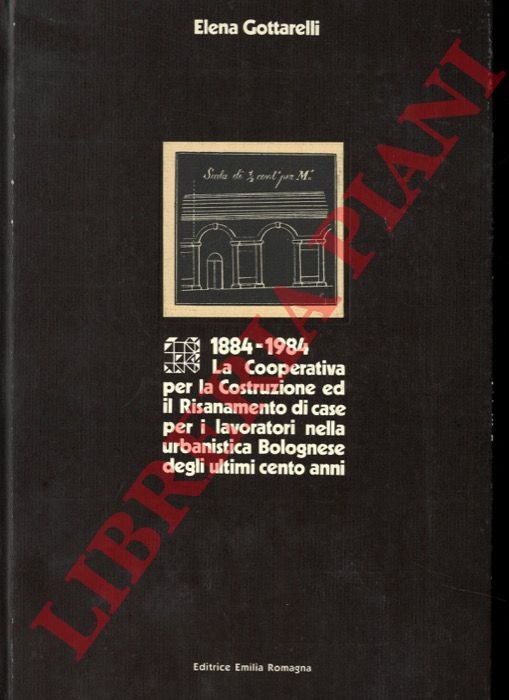 Elena Gottarelli
Scala di ½ cent.º per M.º
1884-1984
La Cooperativa
per la Costruzione ed
il Risanamento di case
per i lavoratori nella
urbanistica Bolognese
degli ultimi cento anni
Editrice Emilia Romagna
LIBRERIA PIANI